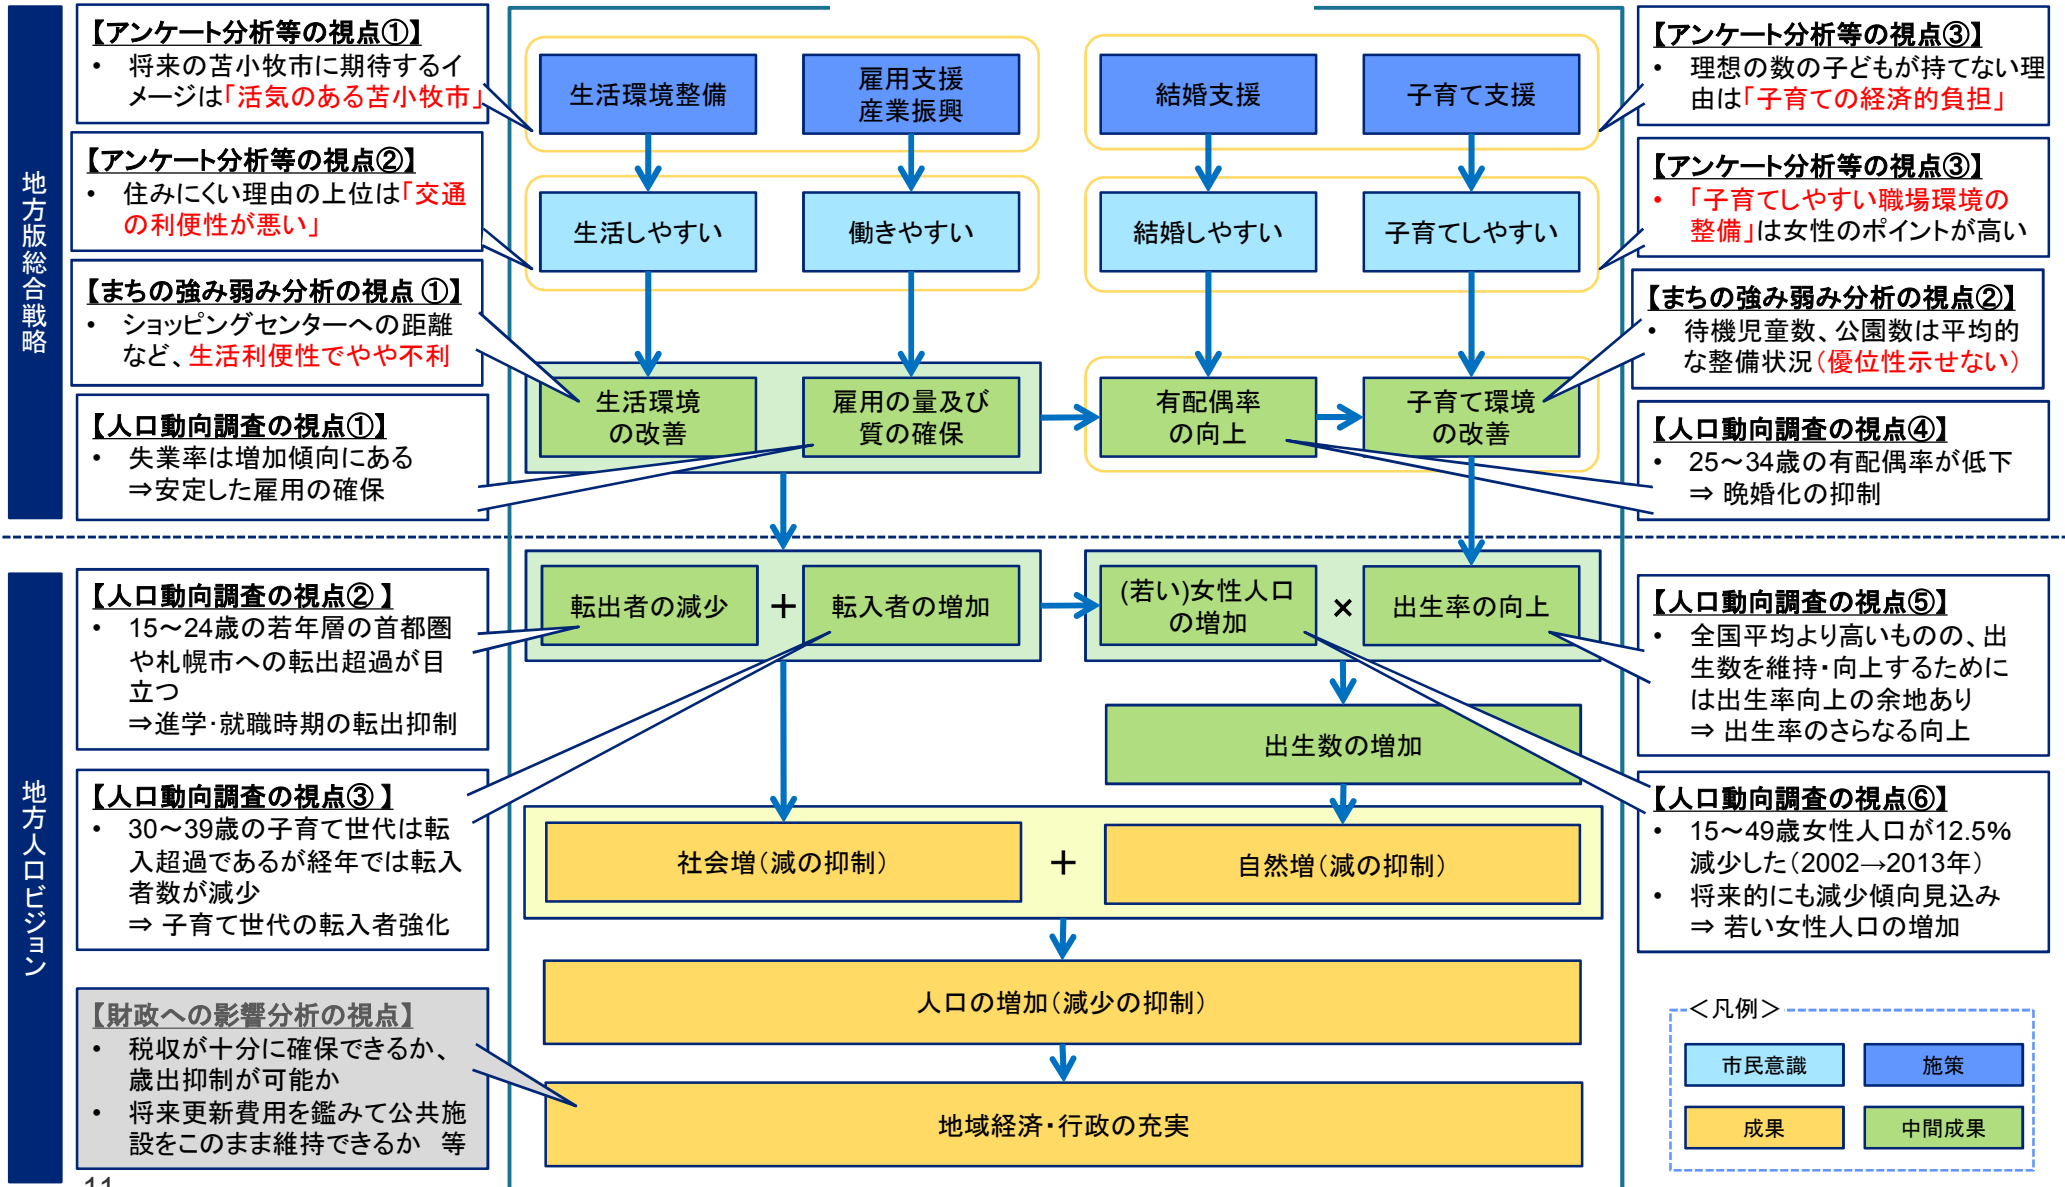 地方版総合戦略
【アンケート分析等の視点①】
• 将来の苫小牧市に期待するイ
メージは「活気のある苫小牧市」
【アンケート分析等の視点②】
• 住みにくい理由の上位は「交通
の利便性が悪い」
【まちの強み弱み分析の視点 ①】
• ショッピングセンターへの距離
など、生活利便性でやや不利
【人口動向調査の視点①】
• 失業率は増加傾向にある
⇒安定した雇用の確保
生活環境整備
雇用支援
産業振興
結婚支援
子育て支援
生活しやすい
働きやすい
結婚しやすい
子育てしやすい
生活環境
の改善
雇用の量及び
質の確保
有配偶率
の向上
子育て環境
の改善
【アンケート分析等の視点③】
• 理想の数の子どもが持てない理
由は「子育ての経済的負担」
【アンケート分析等の視点③】
• 「子育てしやすい職場環境の
整備」は女性のポイントが高い
【まちの強み弱み分析の視点②】
• 待機児童数、公園数は平均的
な整備状況(優位性示せない)
【人口動向調査の視点④】
• 25~34歳の有配偶率が低下
⇒ 晩婚化の抑制
地方人口ビジョン
【人口動向調査の視点② 】
• 15~24歳の若年層の首都圏
や札幌市への転出超過が目
立つ
⇒進学・就職時期の転出抑制
【人口動向調査の視点③ 】
• 30~39歳の子育て世代は転
入超過であるが経年では転入
者数が減少
⇒ 子育て世代の転入者強化
【財政への影響分析の視点】
• 税収が十分に確保できるか、
歳出抑制が可能か
• 将来更新費用を鑑みて公共施
設をこのまま維持できるか 等
転出者の減少
+
転入者の増加
(若い)女性人口
の増加
×
出生率の向上
出生数の増加
社会増(減の抑制)
+
自然増(減の抑制)
人口の増加(減少の抑制)
地域経済・行政の充実
【人口動向調査の視点⑤】
• 全国平均より高いものの、出
生数を維持・向上するために
は出生率向上の余地あり
⇒ 出生率のさらなる向上
【人口動向調査の視点⑥】
• 15~49歳女性人口が12.5%
減少した(2002→2013年)
• 将来的にも減少傾向見込み
⇒ 若い女性人口の増加
<凡例>
市民意識
施策
成果
中間成果
11